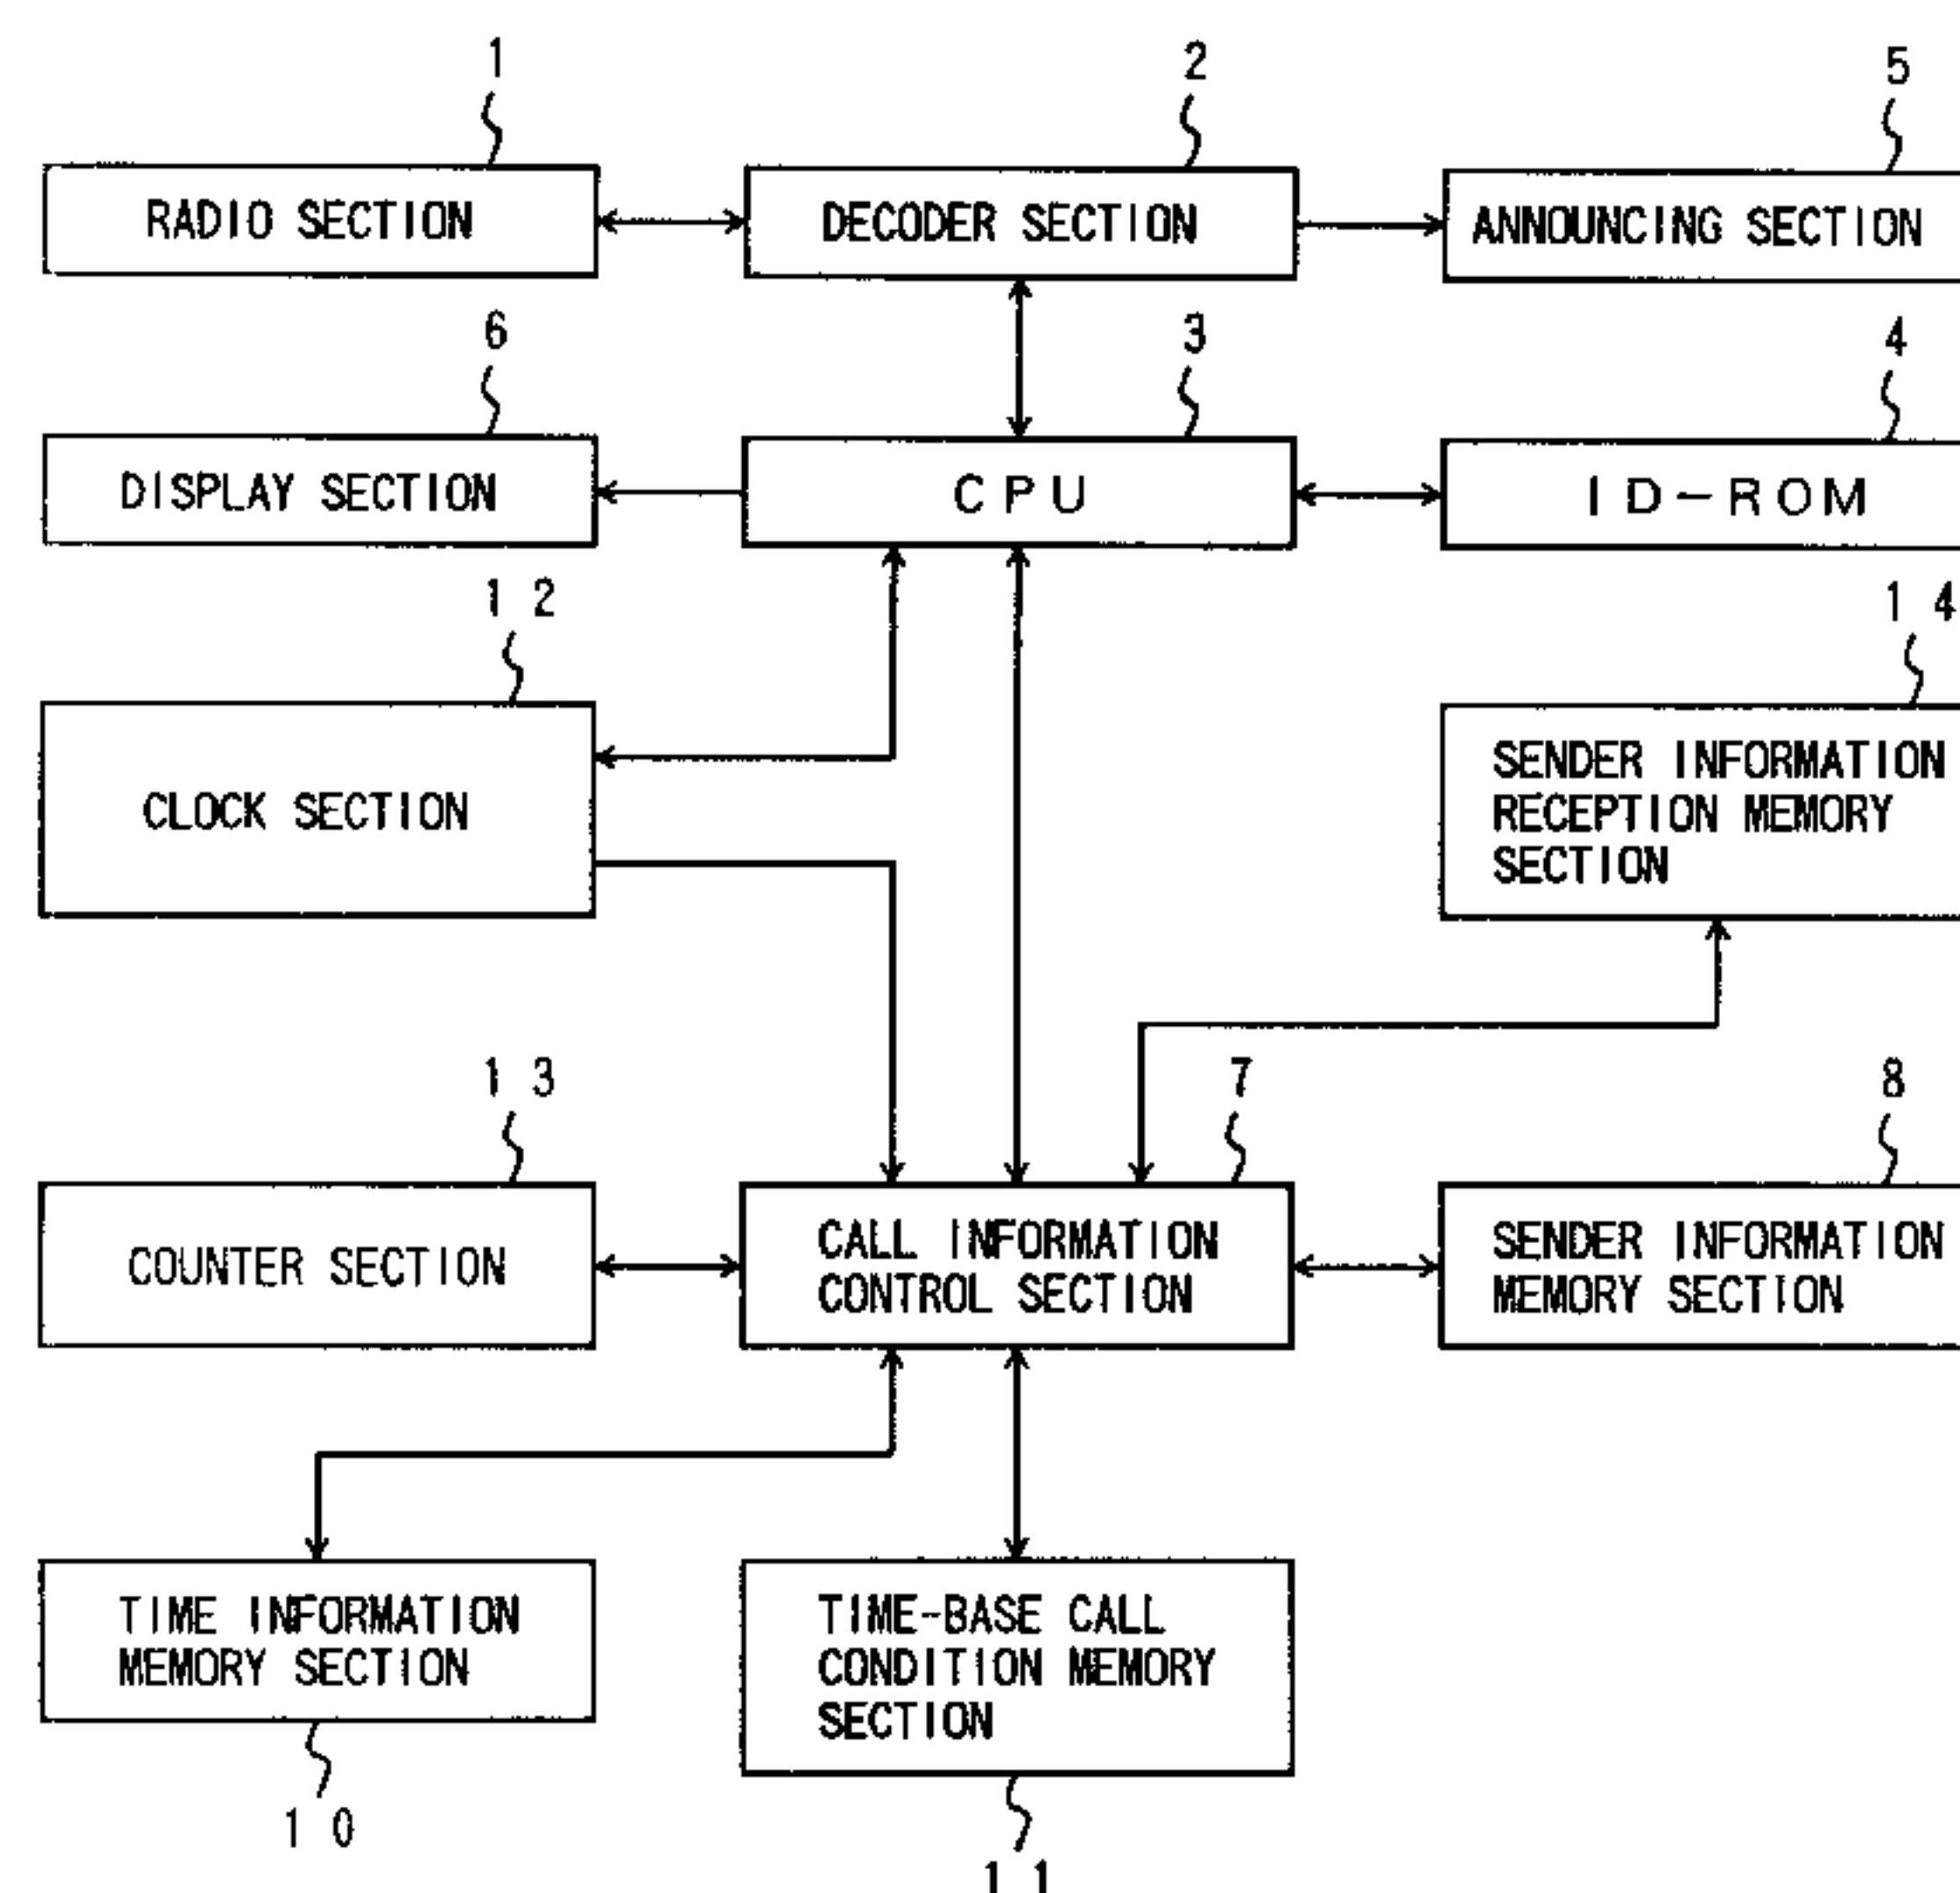 1
2
5
RADIO SECTION
DECODER SECTION
ANNOUNCING SECTION
6
3
4
DISPLAY SECTION
CPU
ID-ROM
12
14
CLOCK SECTION
SENDER INFORMATION
RECEPTION MEMORY
SECTION
13
7
8
COUNTER SECTION
CALL INFORMATION
CONTROL SECTION
SENDER INFORMATION
MEMORY SECTION
TIME INFORMATION
MEMORY SECTION
TIME-BASE CALL
CONDITION MEMORY
SECTION
10
11